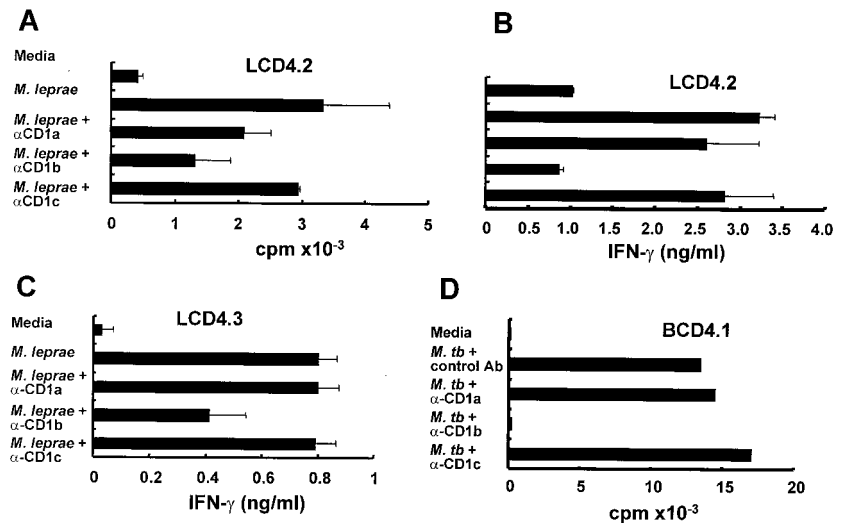 A
LCD4.2
Media
M. leprae
M. leprae +
αCD1a
M. leprae +
αCD1b
M. leprae +
αCD1c
0 1 2 3 4 5
cpm x10-3
B
LCD4.2
0 0.5 1.0 1.5 2.0 2.5 3.0 3.5 4.0
IFN-γ (ng/ml)
C
LCD4.3
Media
M. leprae
M. leprae +
α-CD1a
M. leprae +
α-CD1b
M. leprae +
α-CD1c
0 0.2 0.4 0.6 0.8 1
IFN-γ (ng/ml)
D
BCD4.1
Media
M. tb +
control Ab
M. tb +
α-CD1a
M. tb +
α-CD1b
M. tb +
α-CD1c
0 5 10 15 20
cpm x10-3